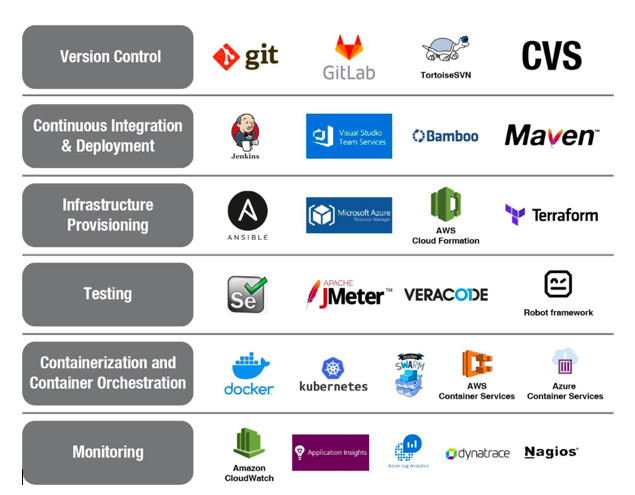 Version Control
git
GitLab
TortoiseSVN
CVS
Continuous Integration
& Deployment
Jenkins
Visual Studio
Team Services
Bamboo
Maven™
Infrastructure
Provisioning
A
ANSIBLE
Microsoft Azure
Resource Manager
AWS
Cloud Formation
Terraform
Testing
Se
APACHE
JMeter™
VERACODE
Robot framework
Containerization and
Container Orchestration
docker
kubernetes
DOCKER
SWARM
AWS
Container Services
Azure
Container Services
Monitoring
Amazon
CloudWatch
Application Insights
Azure Log Analytics
dynatrace
Nagios®